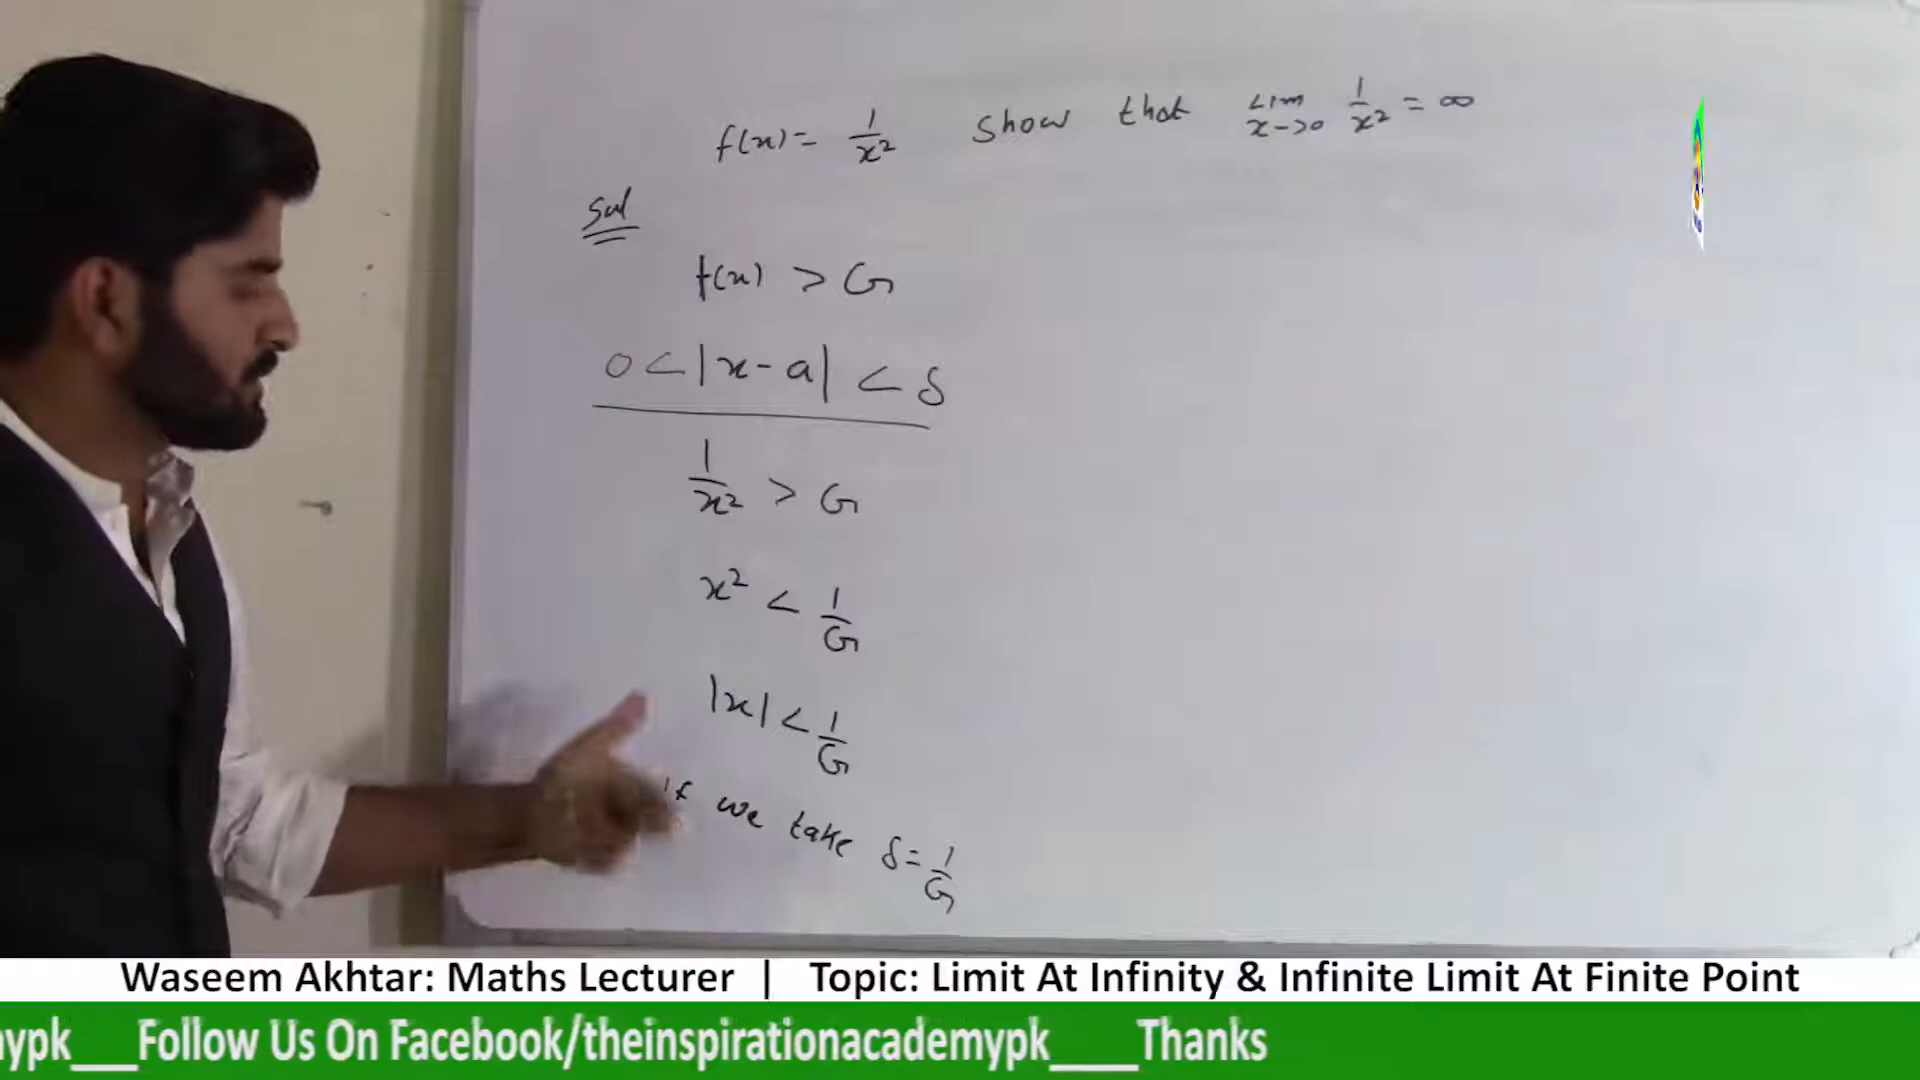 f(x) = 1/x² Show that Lim x->0 1/x² = ∞
Sol
f(x) > G
0 < |x - a| < δ
1/x² > G
x² < 1/G
|x| < 1/G
if we take δ = 1/G
Waseem Akhtar: Maths Lecturer | Topic: Limit At Infinity & Infinite Limit At Finite Point
mypk___Follow Us On Facebook/theinspirationacademypk____Thanks